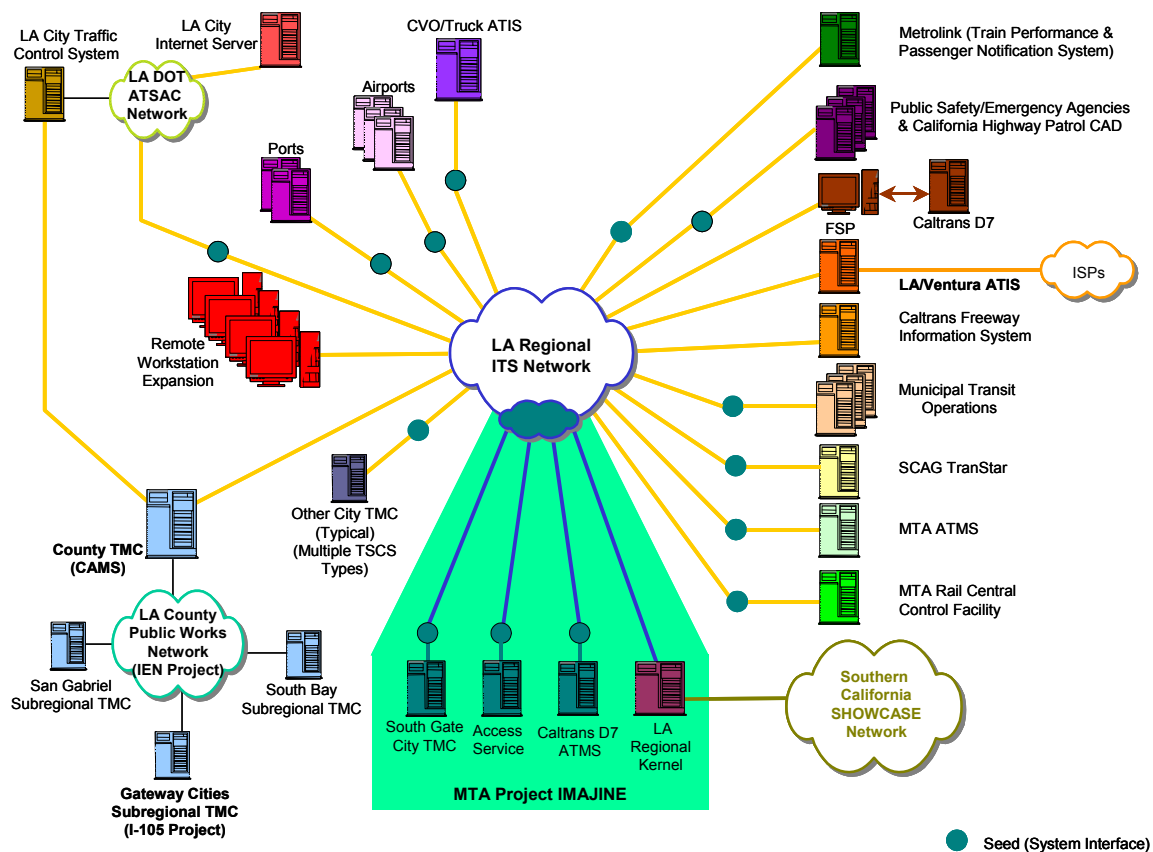 LA City Traffic
Control System
LA City
Internet Server
CVO/Truck ATIS
Metrolink (Train Performance &
Passenger Notification System)
LA DOT
ATSAC
Network
Airports
Public Safety/Emergency Agencies
& California Highway Patrol CAD
Ports
FSP
Caltrans D7
ISPs
LA/Ventura ATIS
Remote
Workstation
Expansion
LA Regional
ITS Network
Caltrans Freeway
Information System
Municipal Transit
Operations
SCAG TranStar
Other City TMC
(Typical)
(Multiple TSCS
Types)
MTA ATMS
County TMC
(CAMS)
MTA Rail Central
Control Facility
LA County
Public Works
Network
(IEN Project)
San Gabriel
Subregional TMC
South Bay
Subregional TMC
Gateway Cities
Subregional TMC
(I-105 Project)
South Gate
City TMC
Access
Service
Caltrans D7
ATMS
LA
Regional
Kernel
Southern
California
SHOWCASE
Network
MTA Project IMAJINE
Seed (System Interface)